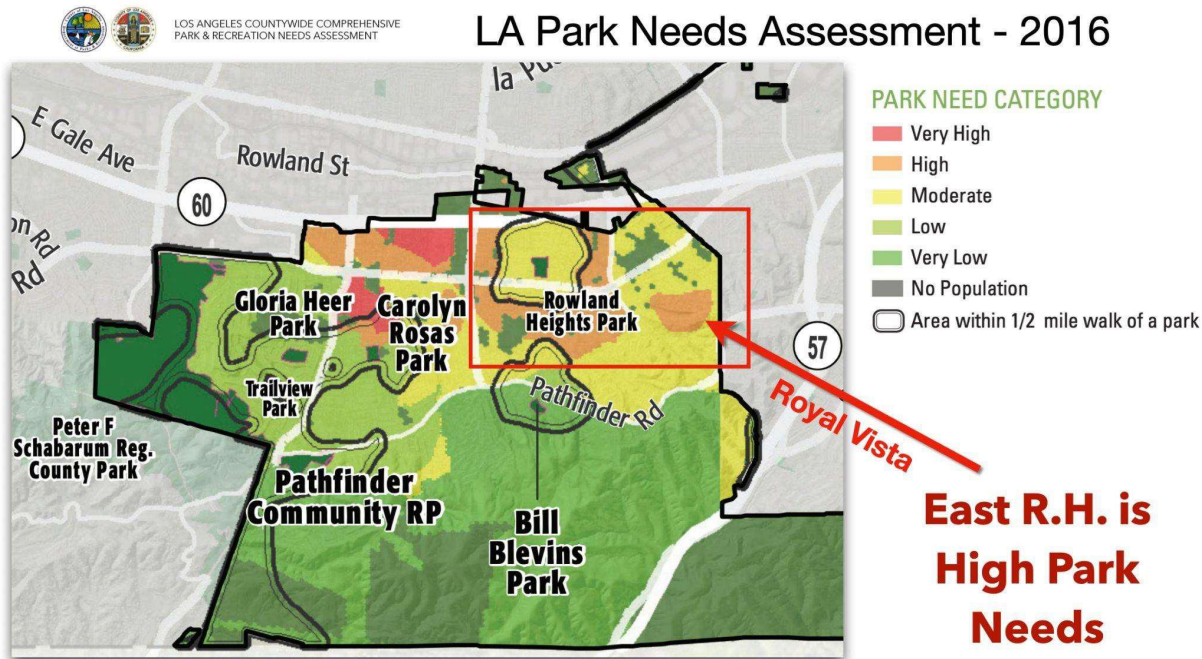 LOS ANGELES COUNTYWIDE COMPREHENSIVE
PARK & RECREATION NEEDS ASSESSMENT
LA Park Needs Assessment - 2016
la Pu
E Gale Ave
Rowland St
60
on Rd
Rd
Gloria Heer
Park
Carolyn
Rosas
Park
Rowland
Heights Park
57
Trailview
Park
Pathfinder Rd
Peter F
Schabarum Reg.
County Park
Pathfinder
Community RP
Bill
Blevins
Park
PARK NEED CATEGORY
Very High
High
Moderate
Low
Very Low
No Population
Area within 1/2 mile walk of a park
Royal Vista
East R.H. is
High Park
Needs